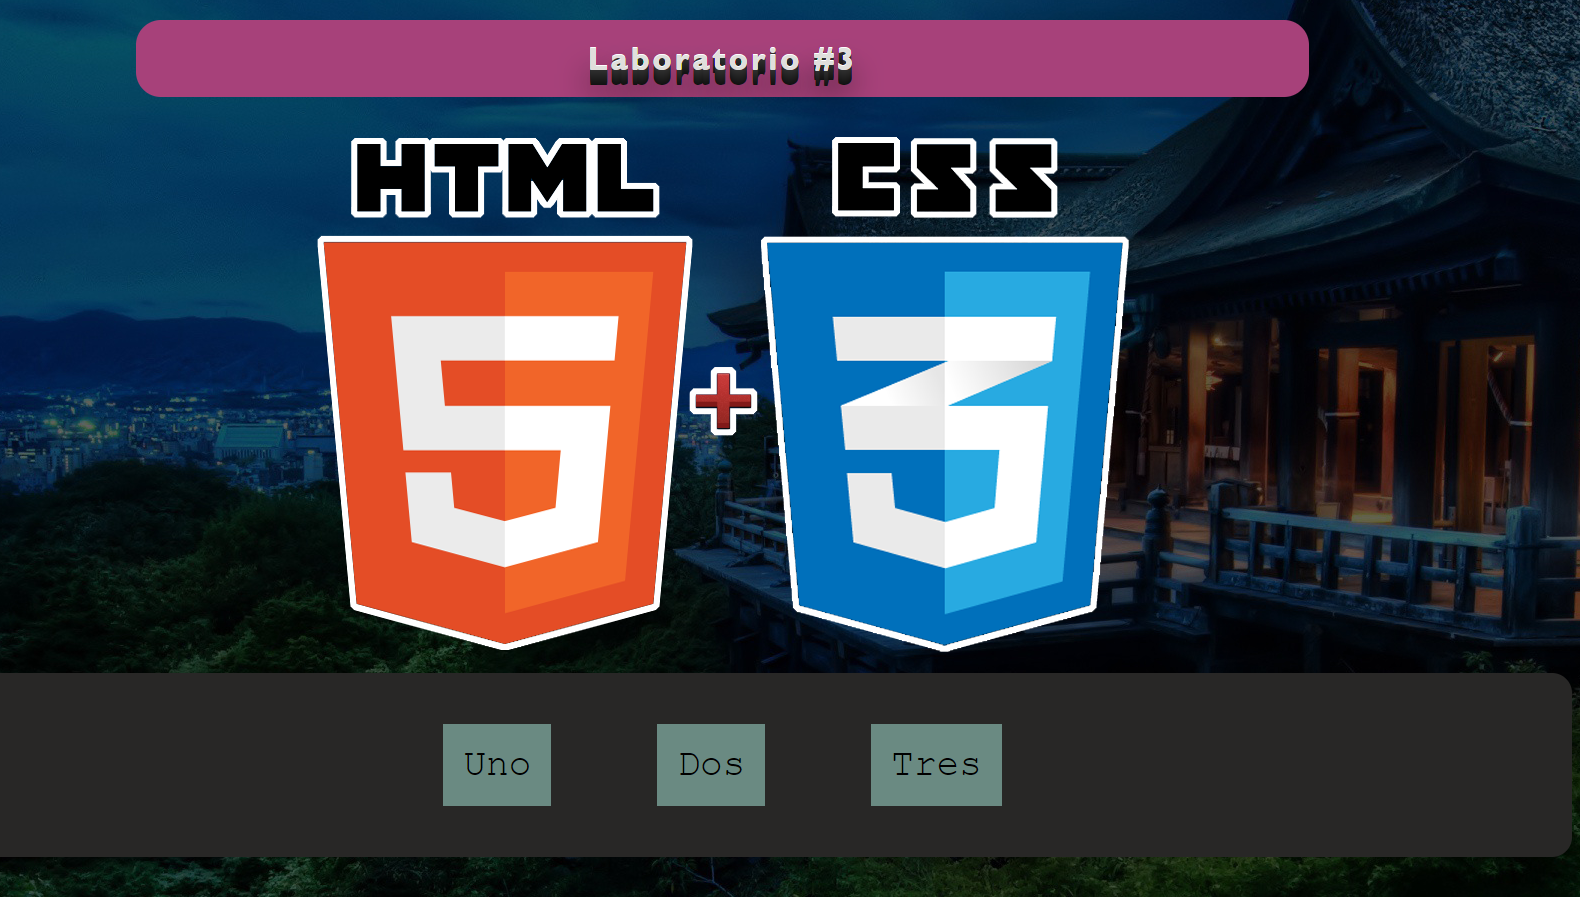 Laboratorio #3
HTML CSS
5 + 3
Uno Dos Tres